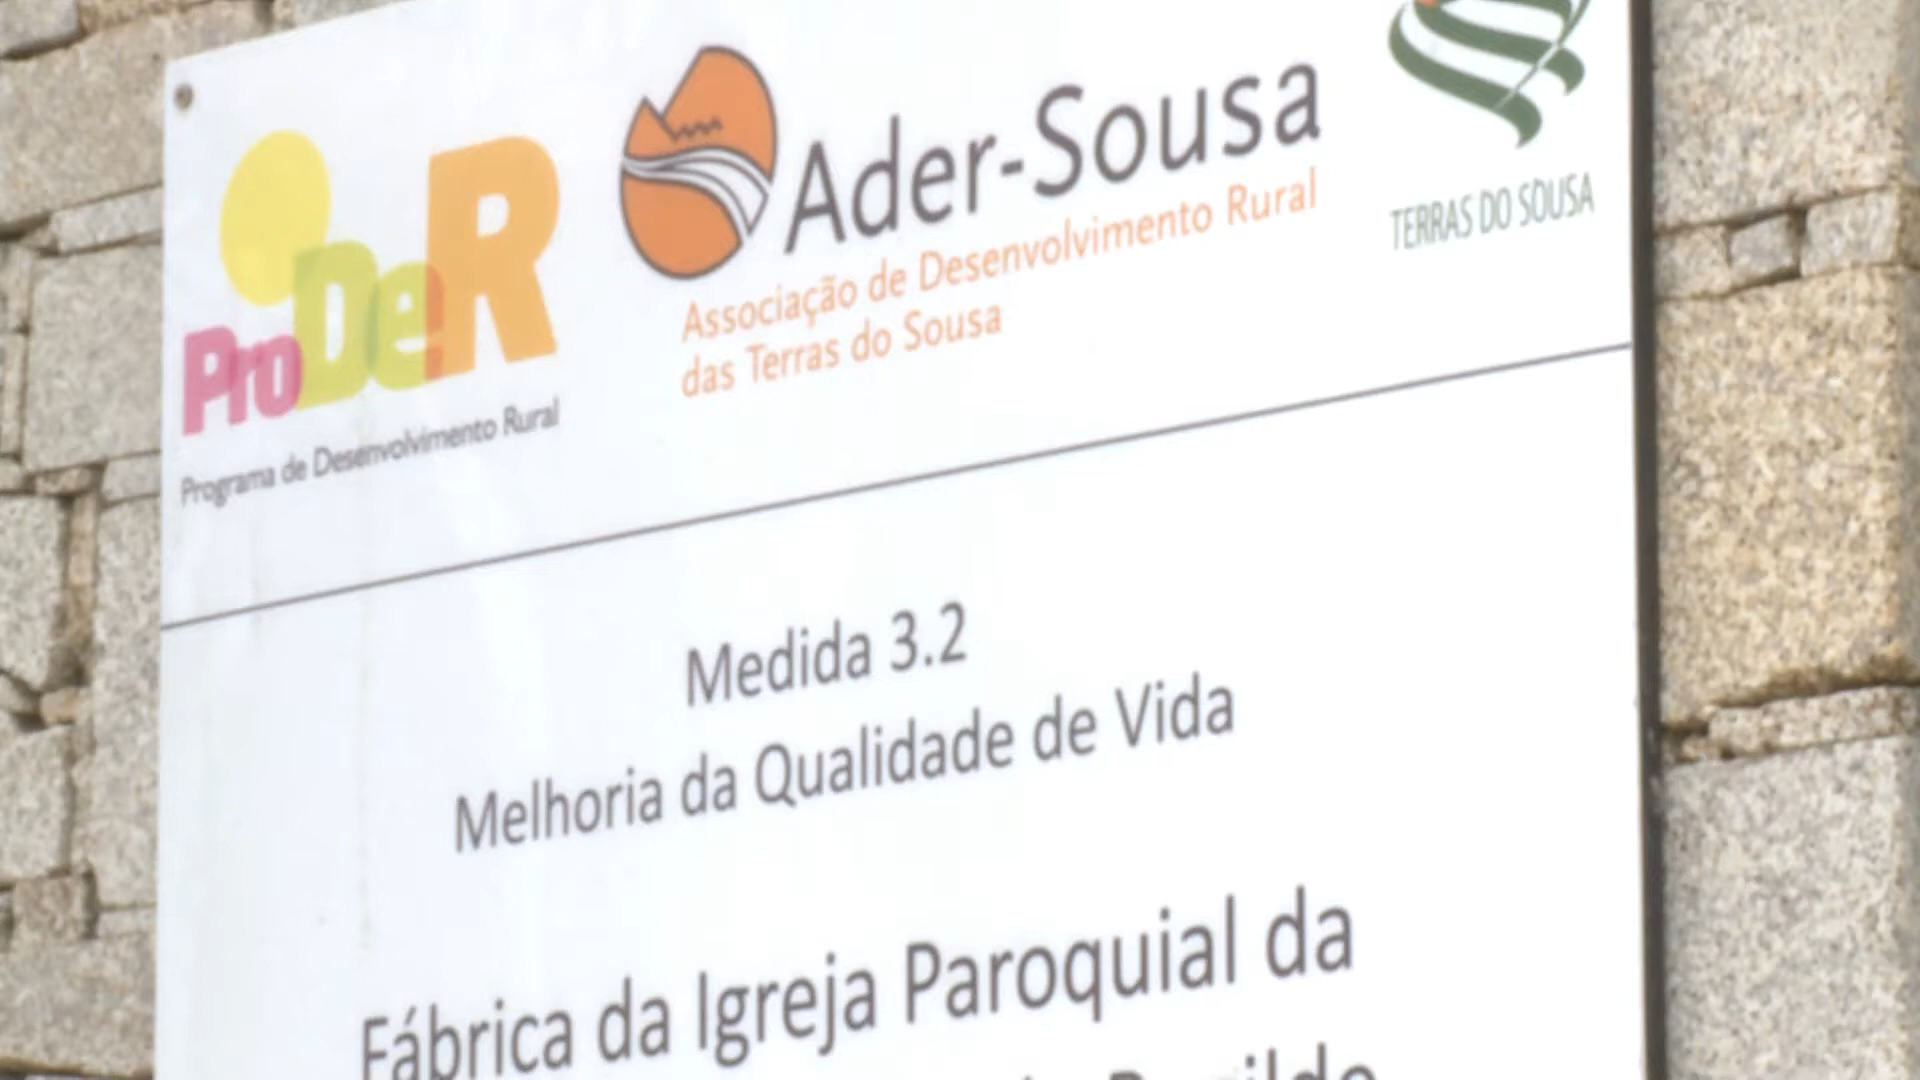 ProDeR
Programa de Desenvolvimento Rural
Ader-Sousa
Associação de Desenvolvimento Rural
das Terras do Sousa
TERRAS DO SOUSA
Medida 3.2
Melhoria da Qualidade de Vida
Fábrica da Igreja Paroquial da